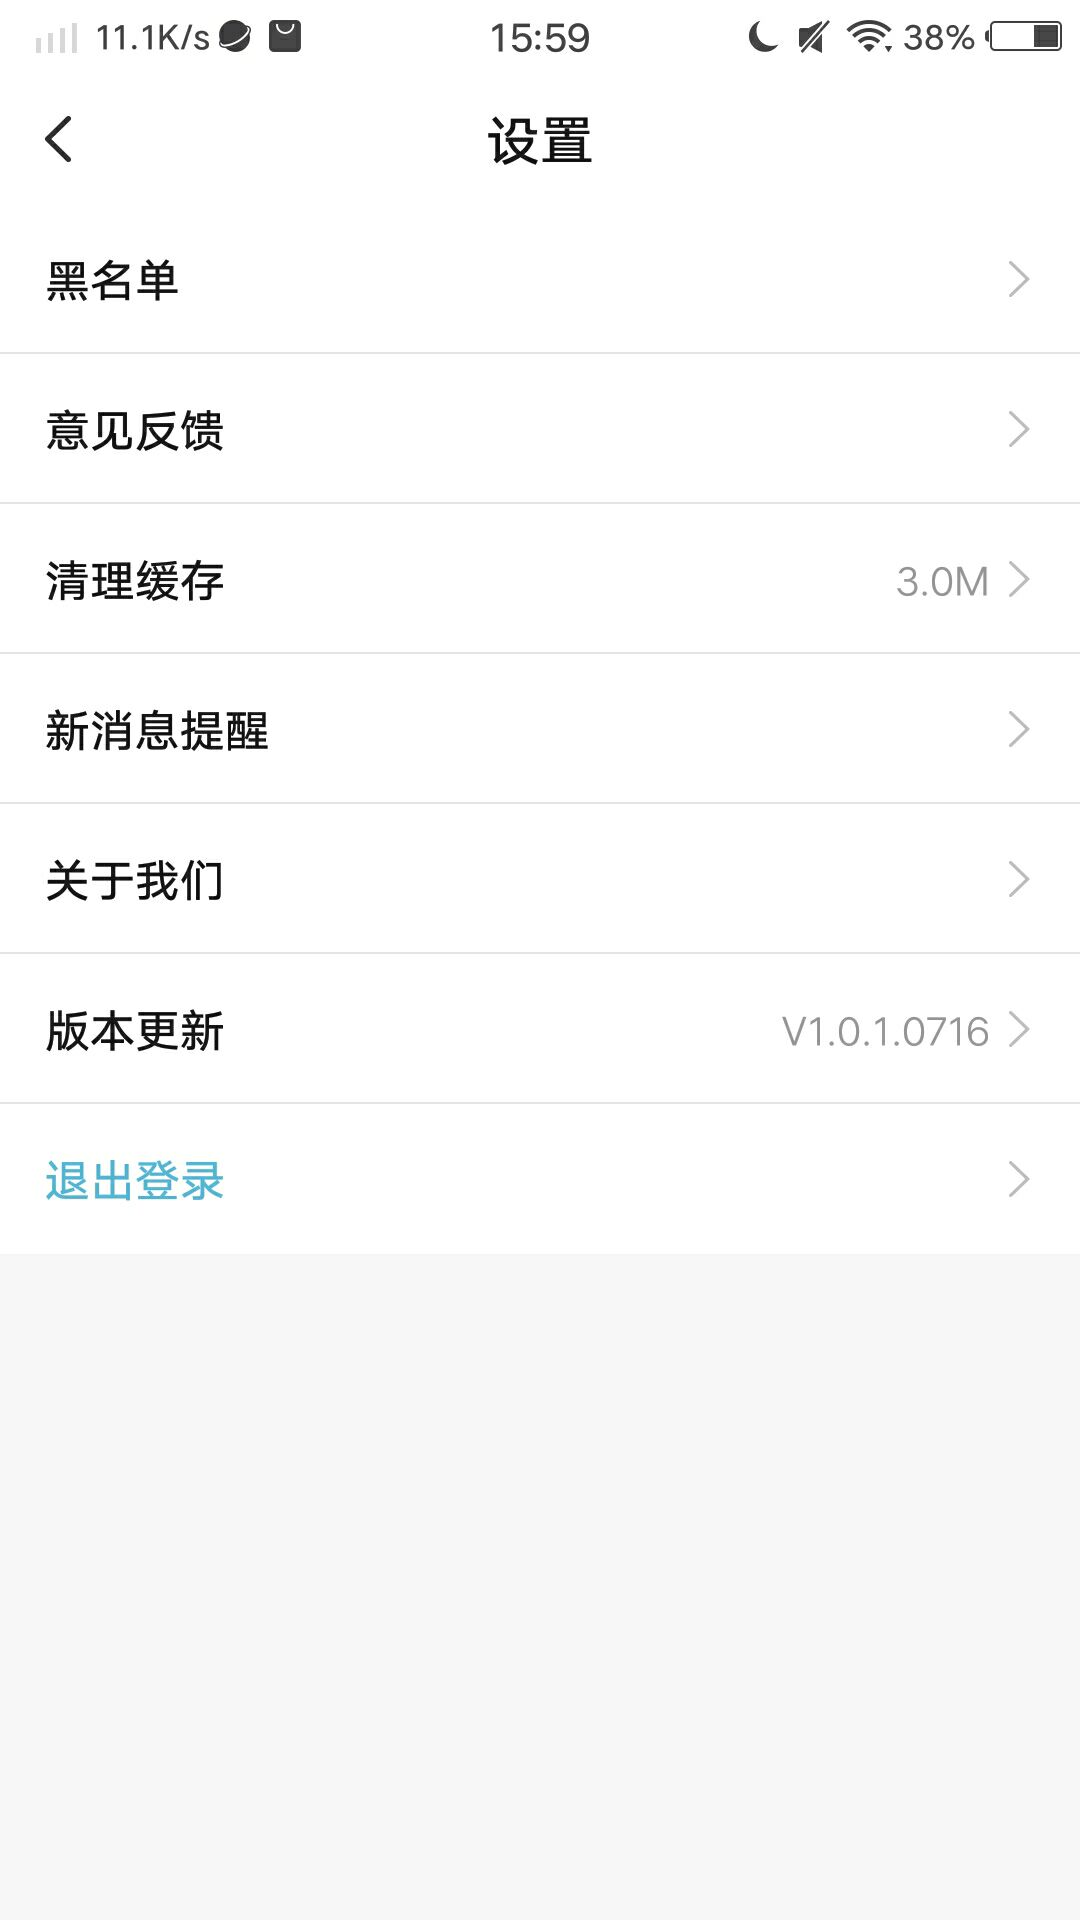 11.1K/s 15:59 38%
设置
黑名单
意见反馈
清理缓存 3.0M
新消息提醒
关于我们
版本更新 V1.0.1.0716
退出登录